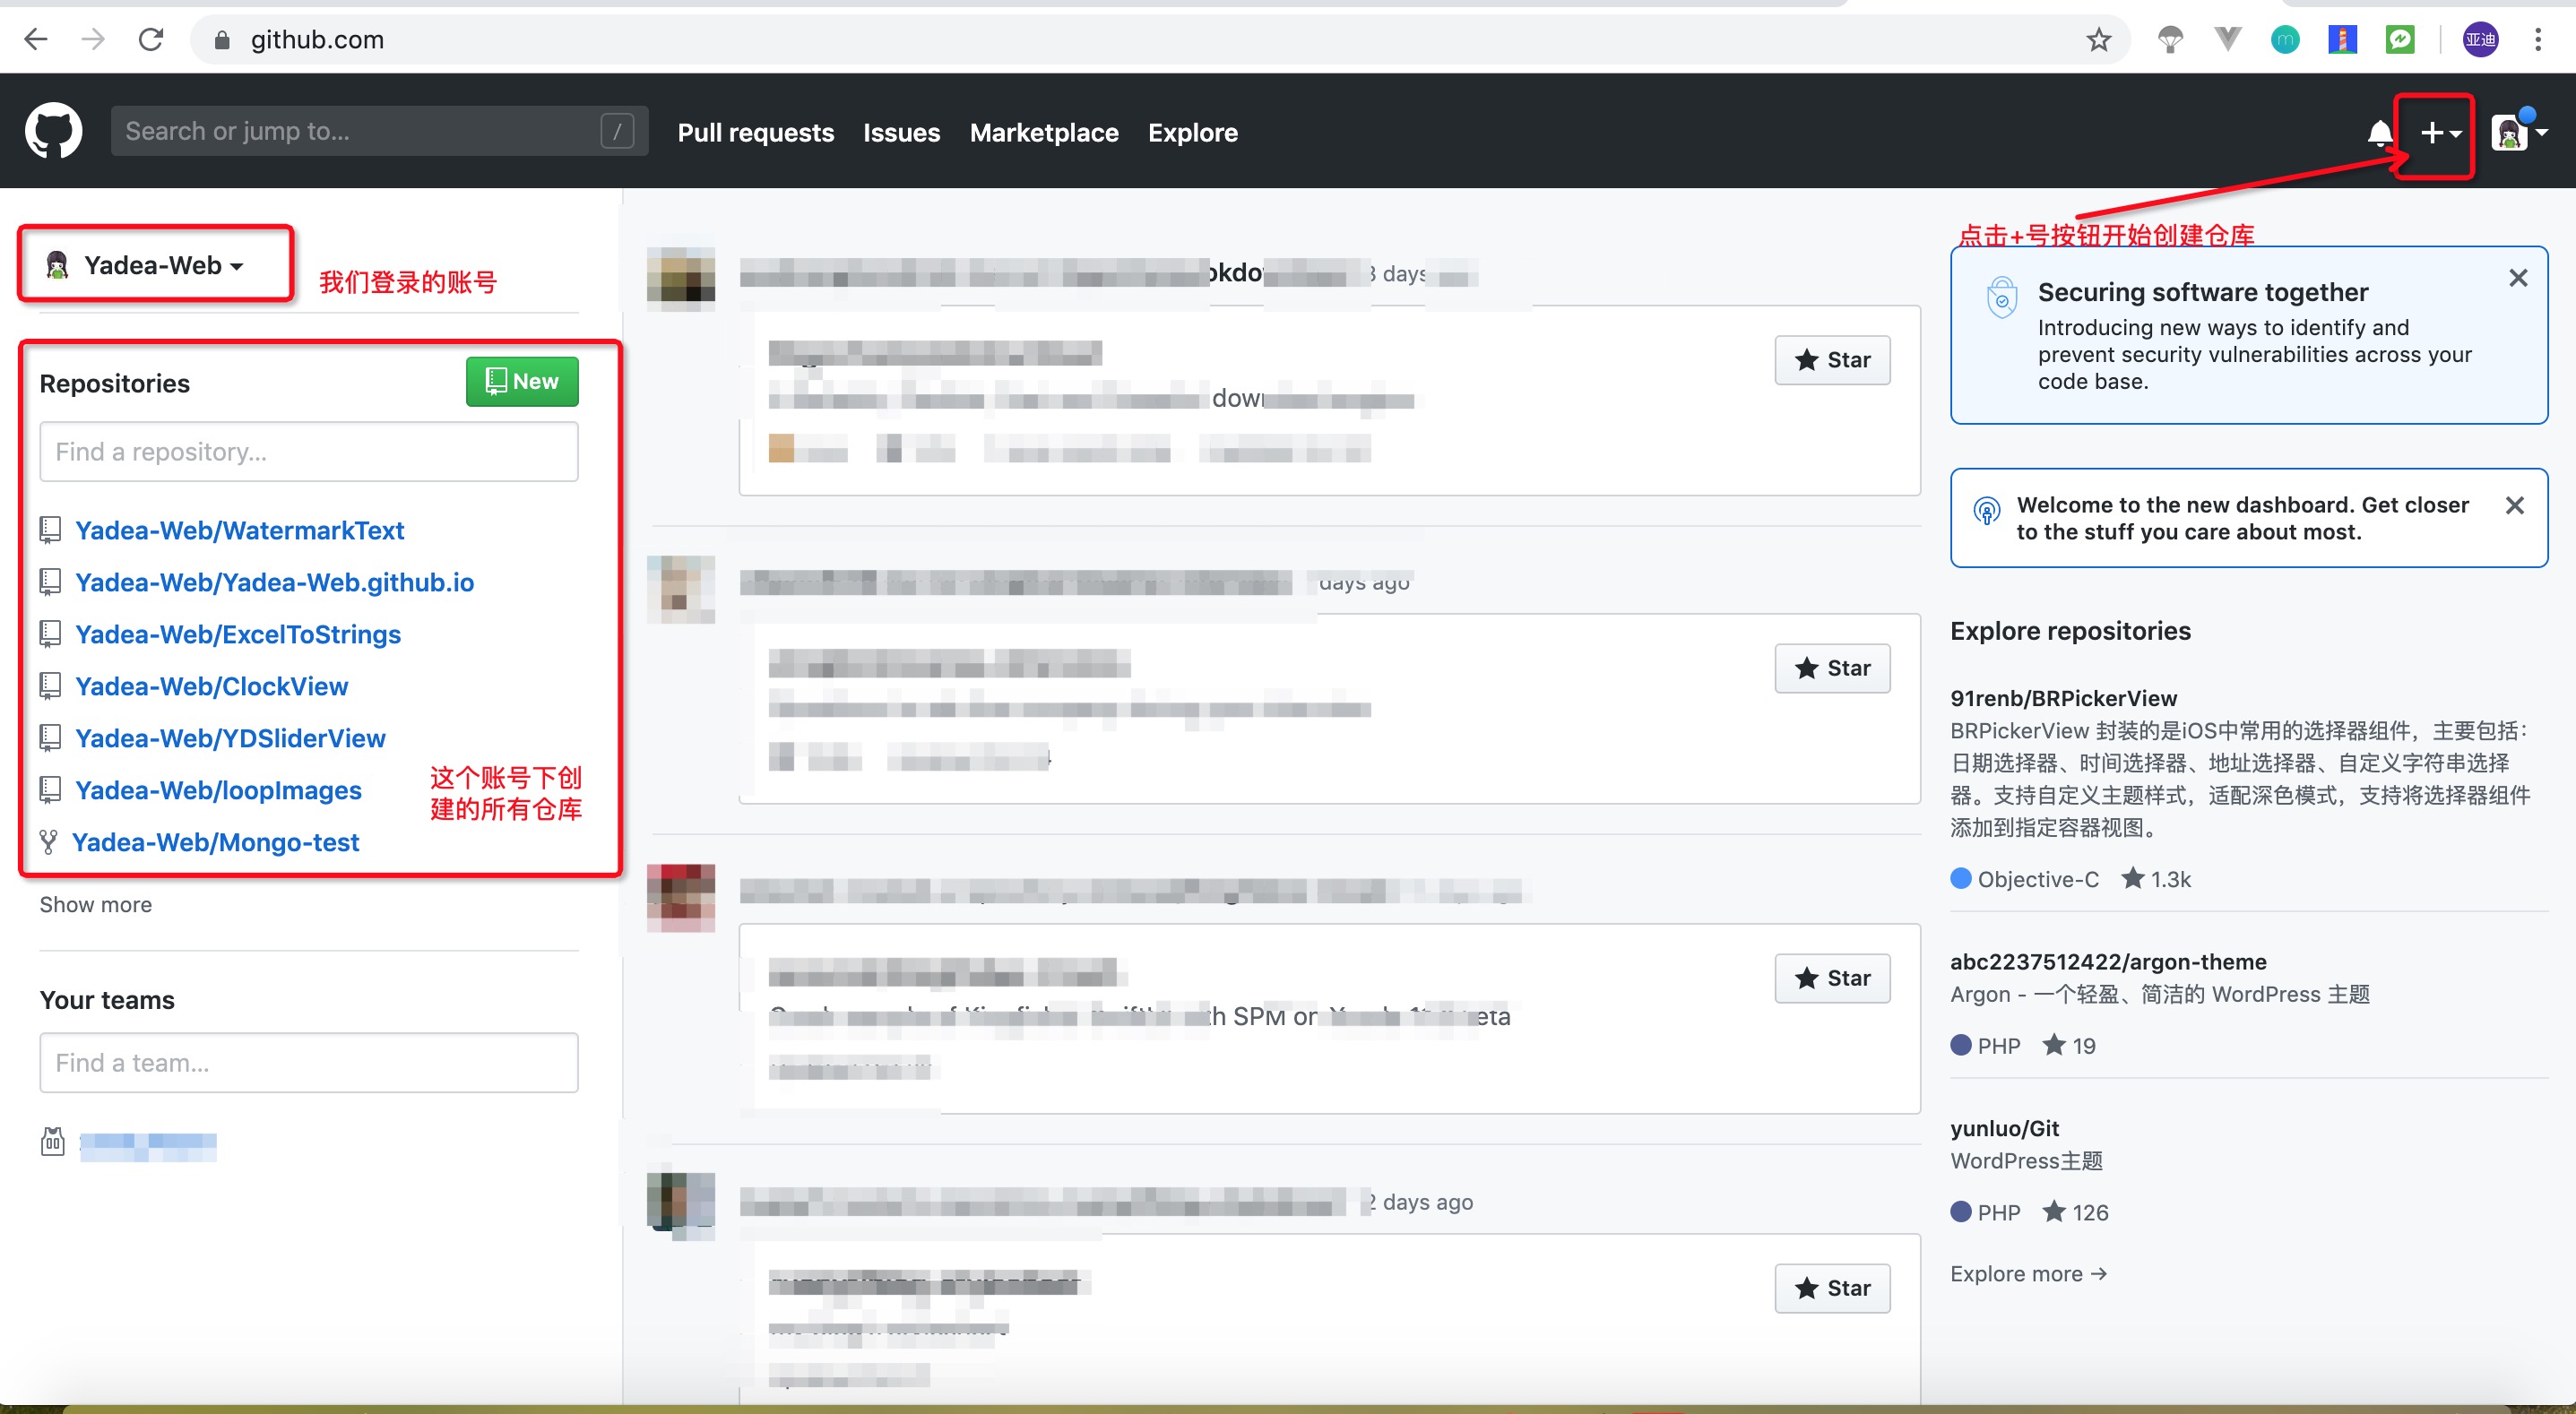 github.com
亚迪
Search or jump to...
/
Pull requests
Issues
Marketplace
Explore
点击+号按钮开始创建仓库
Yadea-Web
我们登录的账号
Repositories
New
Find a repository...
Yadea-Web/WatermarkText
Yadea-Web/Yadea-Web.github.io
Yadea-Web/ExcelToStrings
Yadea-Web/ClockView
Yadea-Web/YDSliderView
Yadea-Web/loopImages
Yadea-Web/Mongo-test
这个账号下创
建的所有仓库
Show more
Your teams
Find a team...
3 days
Star
days ago
Star
SPM on
Star
2 days ago
Star
Securing software together
Introducing new ways to identify and
prevent security vulnerabilities across your
code base.
Welcome to the new dashboard. Get closer
to the stuff you care about most.
Explore repositories
91renb/BRPickerView
BRPickerView 封装的是iOS中常用的选择器组件，主要包括：
日期选择器、时间选择器、地址选择器、自定义字符串选择
器。支持自定义主题样式，适配深色模式，支持将选择器组件
添加到指定容器视图。
Objective-C 1.3k
abc2237512422/argon-theme
Argon - 一个轻盈、简洁的 WordPress 主题
PHP 19
yunluo/Git
WordPress主题
PHP 126
Explore more →